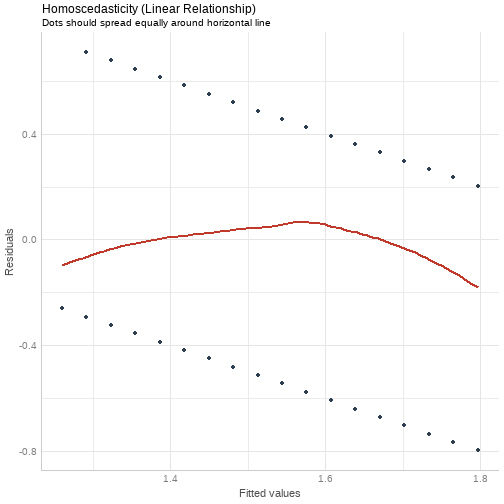 Homoscedasticity (Linear Relationship)
Dots should spread equally around horizontal line
0.4
0.0
-0.4
-0.8
Residuals
1.4
1.6
1.8
Fitted values